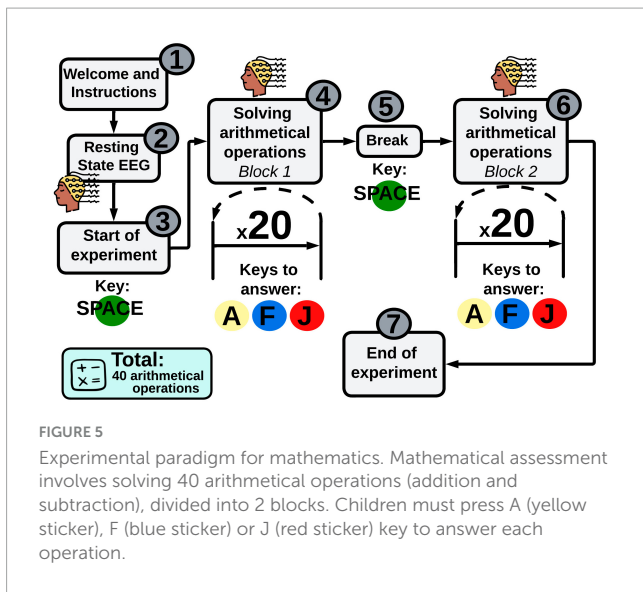 1
Welcome and
Instructions
2
Resting
State EEG
3
Start of
experiment
Key:
SPACE
4
Solving
arithmetical
operations
Block 1
x20
Keys to
answer:
A F J
5
Break
Key:
SPACE
6
Solving
arithmetical
operations
Block 2
x20
Keys to
answer:
A F J
7
End of
experiment
+ −
× =
Total:
40 arithmetical
operations
FIGURE 5
Experimental paradigm for mathematics. Mathematical assessment
involves solving 40 arithmetical operations (addition and
subtraction), divided into 2 blocks. Children must press A (yellow
sticker), F (blue sticker) or J (red sticker) key to answer each
operation.